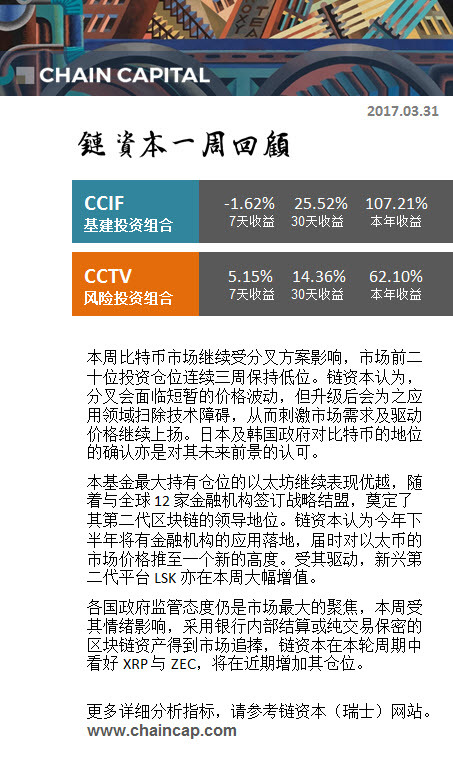 CHAIN CAPITAL
2017.03.31
鏈資本一周回顧
CCIF
基建投资组合
-1.62% 25.52% 107.21%
7天收益 30天收益 本年收益
CCTV
风险投资组合
5.15% 14.36% 62.10%
7天收益 30天收益 本年收益
本周比特币市场继续受分叉方案影响，市场前二
十位投资仓位连续三周保持低位。链资本认为，
分叉会面临短暂的价格波动，但升级后会为之应
用领域扫除技术障碍，从而刺激市场需求及驱动
价格继续上扬。日本及韩国政府对比特币的地位
的确认亦是对其未来前景的认可。
本基金最大持有仓位的以太坊继续表现优越，随
着与全球 12 家金融机构签订战略结盟，奠定了
其第二代区块链的领导地位。链资本认为今年下
半年将有金融机构的应用落地，届时对以太币的
市场价格推至一个新的高度。受其驱动，新兴第
二代平台 LSK 亦在本周大幅增值。
各国政府监管态度仍是市场最大的聚焦，本周受
其情绪影响，采用银行内部结算或纯交易保密的
区块链资产得到市场追捧，链资本在本轮周期中
看好 XRP 与 ZEC，将在近期增加其仓位。
更多详细分析指标，请参考链资本（瑞士）网站。
www.chaincap.com